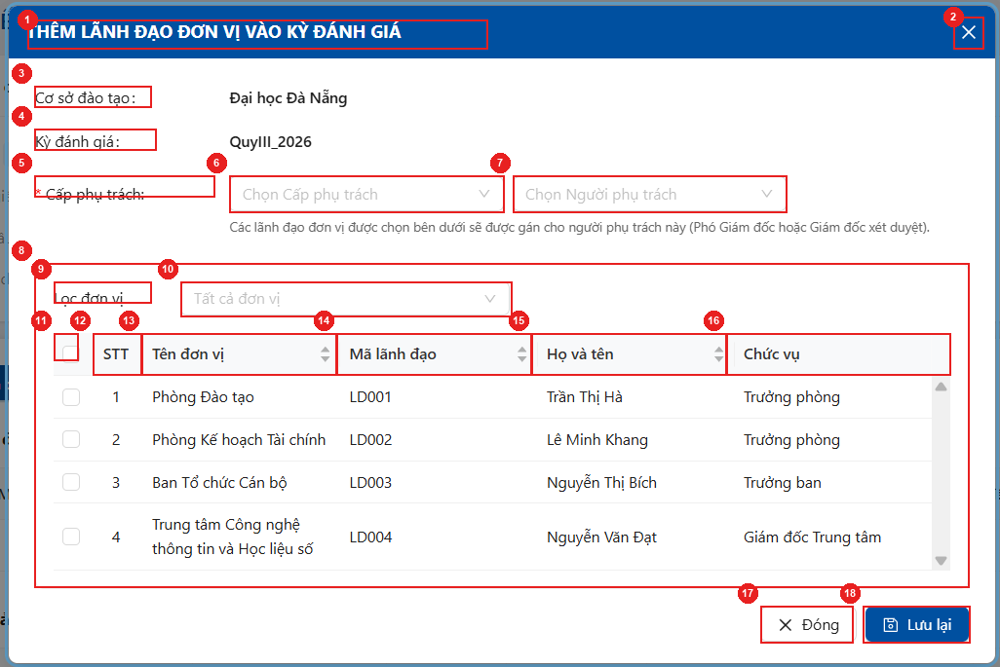 1
THÊM LÃNH ĐẠO ĐƠN VỊ VÀO KỲ ĐÁNH GIÁ
2
3
Cơ sở đào tạo:
Đại học Đà Nẵng
4
Kỳ đánh giá:
QuyIII_2026
5
* Cấp phụ trách:
6
Chọn Cấp phụ trách
7
Chọn Người phụ trách
Các lãnh đạo đơn vị được chọn bên dưới sẽ được gán cho người phụ trách này (Phó Giám đốc hoặc Giám đốc xét duyệt).
8
9
Lọc đơn vị
10
Tất cả đơn vị
11 12 13 14 15 16
STT Tên đơn vị Mã lãnh đạo Họ và tên Chức vụ
1 Phòng Đào tạo LD001 Trần Thị Hà Trưởng phòng
2 Phòng Kế hoạch Tài chính LD002 Lê Minh Khang Trưởng phòng
3 Ban Tổ chức Cán bộ LD003 Nguyễn Thị Bích Trưởng ban
4 Trung tâm Công nghệ thông tin và Học liệu số LD004 Nguyễn Văn Đạt Giám đốc Trung tâm
17 18
Đóng
Lưu lại